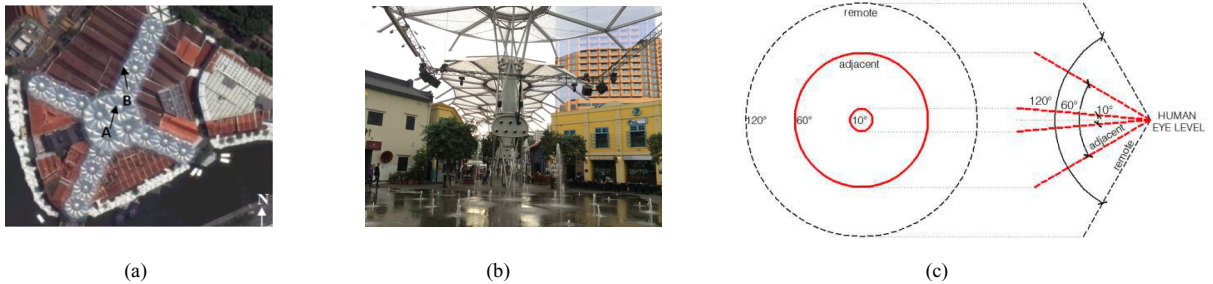 B
A
N
(a)
(b)
remote
adjacent
120°
60°
10°
120°
60°
10°
adjacent
remote
HUMAN
EYE LEVEL
(c)